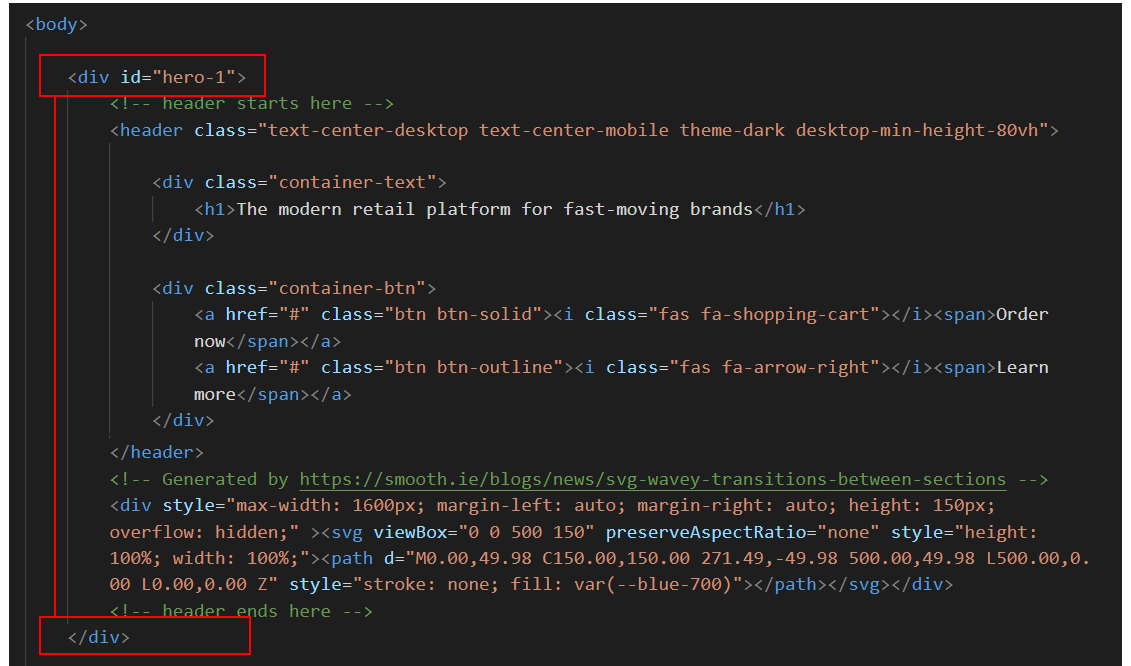 <body>
<div id="hero-1">
<!-- header starts here -->
<header class="text-center-desktop text-center-mobile theme-dark desktop-min-height-80vh">
<div class="container-text">
<h1>The modern retail platform for fast-moving brands</h1>
</div>
<div class="container-btn">
<a href="#" class="btn btn-solid"><i class="fas fa-shopping-cart"></i><span>Order
now</span></a>
<a href="#" class="btn btn-outline"><i class="fas fa-arrow-right"></i><span>Learn
more</span></a>
</div>
</header>
<!-- Generated by https://smooth.ie/blogs/news/svg-wavey-transitions-between-sections -->
<div style="max-width: 1600px; margin-left: auto; margin-right: auto; height: 150px;
overflow: hidden;" ><svg viewBox="0 0 500 150" preserveAspectRatio="none" style="height:
100%; width: 100%;"><path d="M0.00,49.98 C150.00,150.00 271.49,-49.98 500.00,49.98 L500.00,0.
00 L0.00,0.00 Z" style="stroke: none; fill: var(--blue-700)"></path></svg></div>
<!-- header ends here -->
</div>